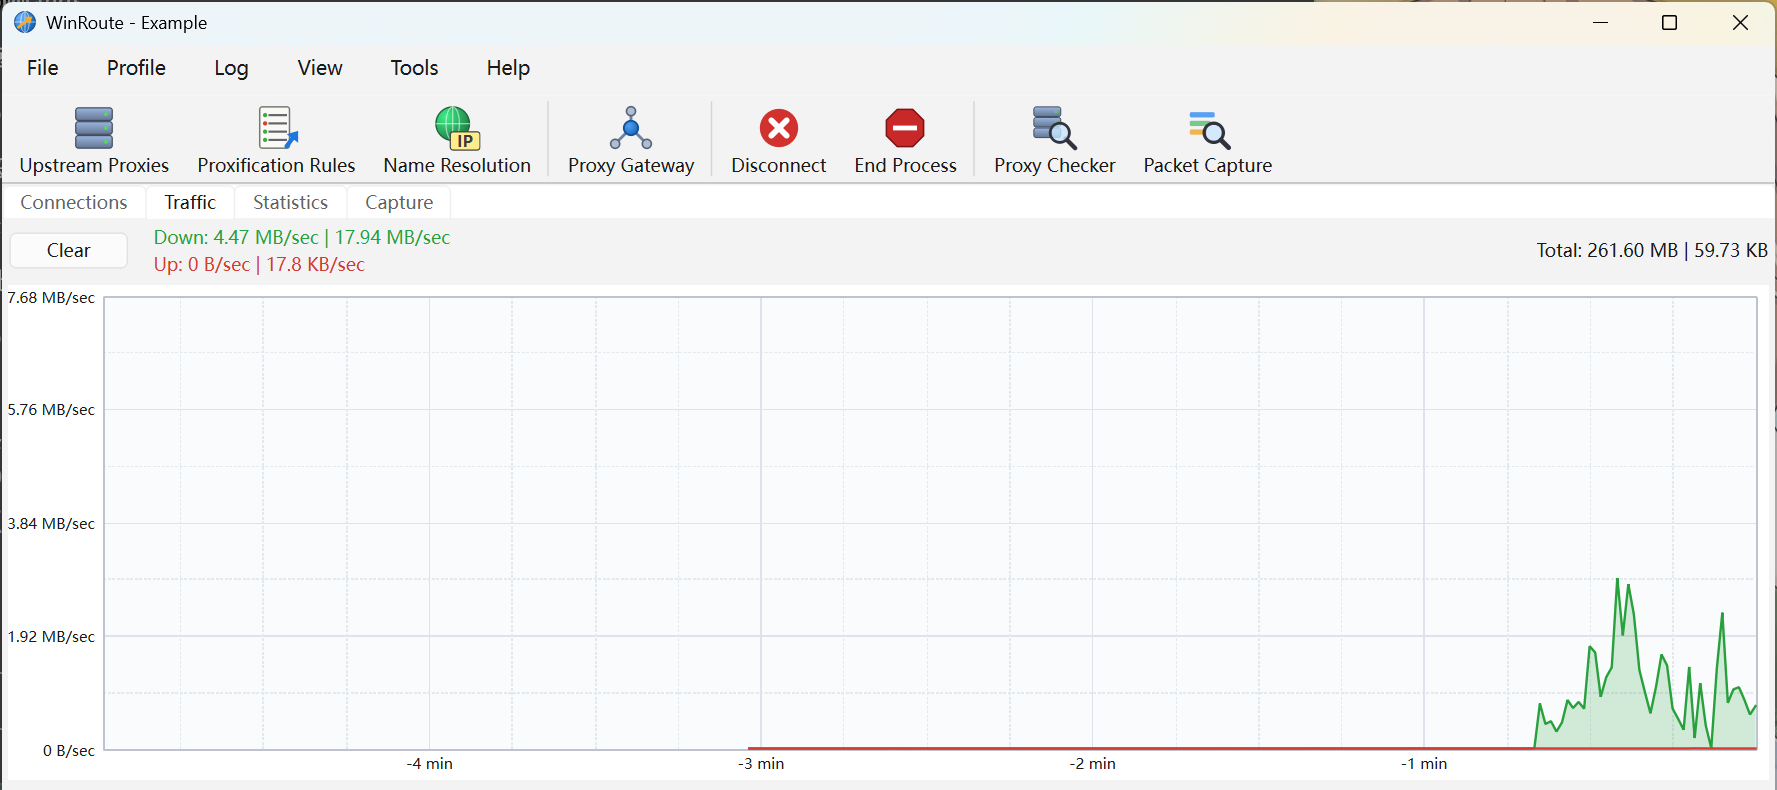 WinRoute - Example
File Profile Log View Tools Help
IP
Upstream Proxies Proxification Rules Name Resolution Proxy Gateway Disconnect End Process Proxy Checker Packet Capture
Connections Traffic Statistics Capture
Clear
Down: 4.47 MB/sec | 17.94 MB/sec
Up: 0 B/sec | 17.8 KB/sec
Total: 261.60 MB | 59.73 KB
7.68 MB/sec
5.76 MB/sec
3.84 MB/sec
1.92 MB/sec
0 B/sec
-4 min -3 min -2 min -1 min